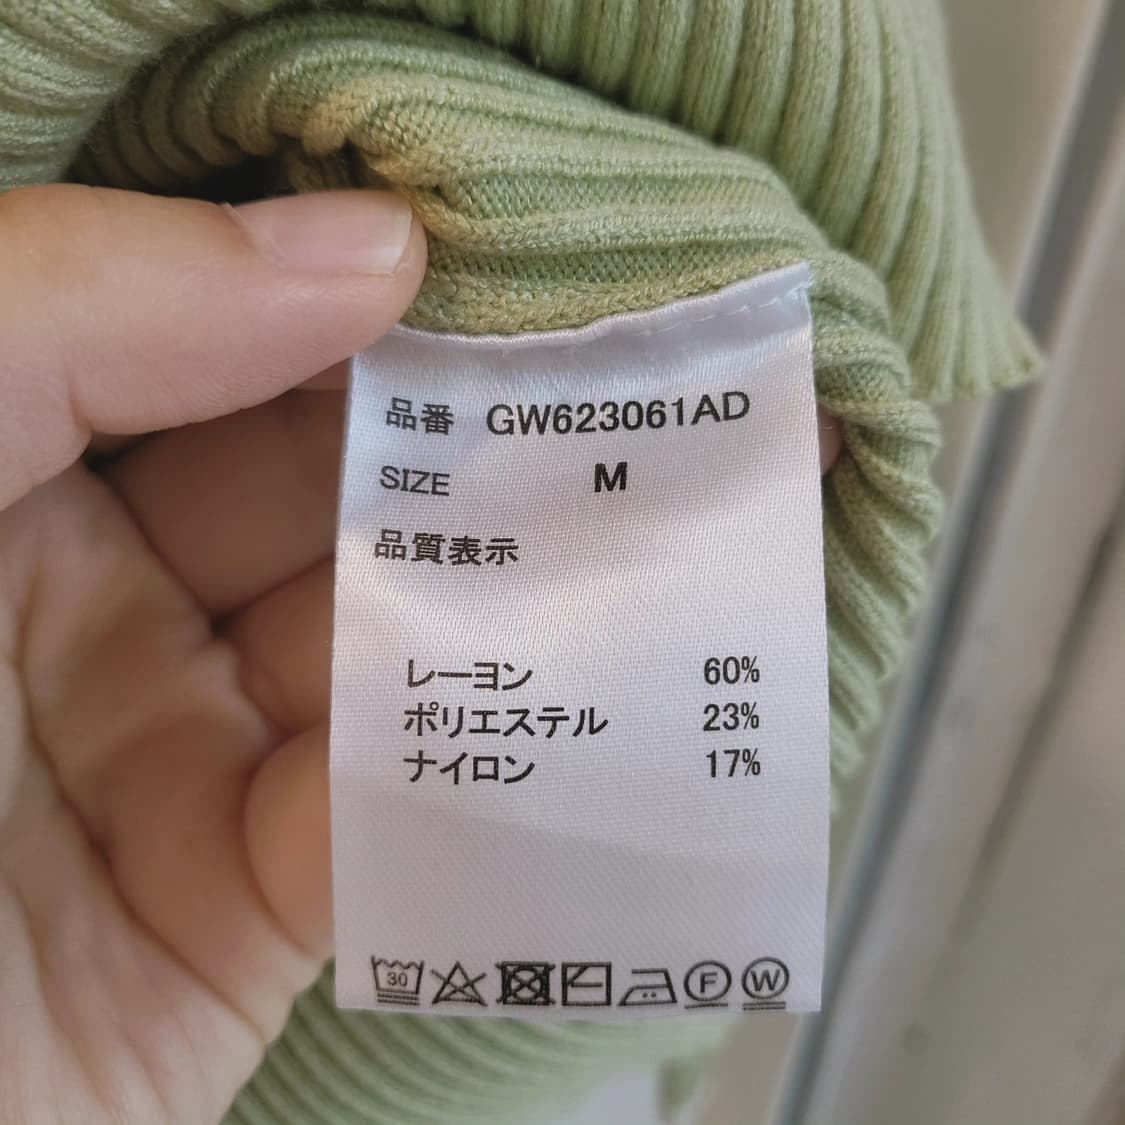 品番 GW623061AD
SIZE M
品質表示
レーヨン 60%
ポリエステル 23%
ナイロン 17%
30 F W